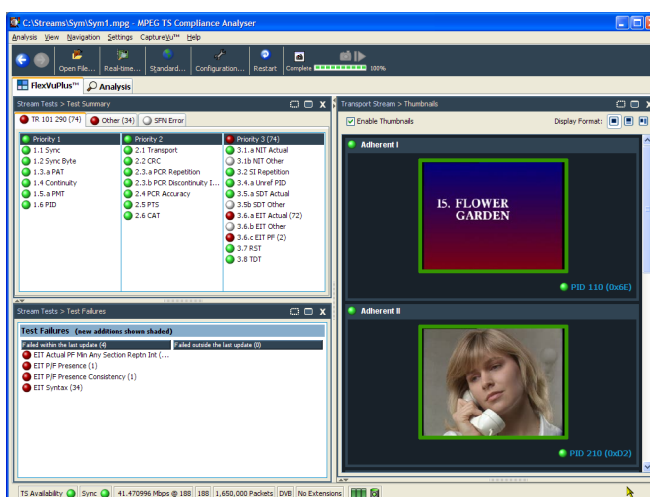 C:\Streams\Sym\Sym1.mpg - MPEG TS Compliance Analyser
Analysis View Navigation Settings CaptureVu™ Help
Open File... Real-time... Standard... Configuration... Restart Complete 100%
FlexVuPlus™ Analysis
Stream Tests > Test Summary
TR 101 290 (74) Other (34) SFN Error
Priority 1
1.1 Sync
1.2 Sync Byte
1.3.a PAT
1.4 Continuity
1.5.a PMT
1.6 PID
Priority 2
2.1 Transport
2.2 CRC
2.3.a PCR Repetition
2.3.b PCR Discontinuity I...
2.4 PCR Accuracy
2.5 PTS
2.6 CAT
Priority 3 (74)
3.1.a NIT Actual
3.1b NIT Other
3.2 SI Repetition
3.4.a Unref PID
3.5.a SDT Actual
3.5b SDT Other
3.6.a EIT Actual (72)
3.6.b EIT Other
3.6.c EIT PF (2)
3.7 RST
3.8 TDT
Stream Tests > Test Failures
Test Failures (new additions shown shaded)
Failed within the last update (4) Failed outside the last update (0)
EIT Actual PF Min Any Section Reptn Int (...
EIT P/F Presence (1)
EIT P/F Presence Consistency (1)
EIT Syntax (34)
Transport Stream > Thumbnails
Enable Thumbnails Display Format:
Adherent I
15. FLOWER
GARDEN
PID 110 (0x6E)
Adherent II
PID 210 (0xD2)
TS Availability Sync 41.470996 Mbps @ 188 188 1,650,000 Packets DVB No Extensions